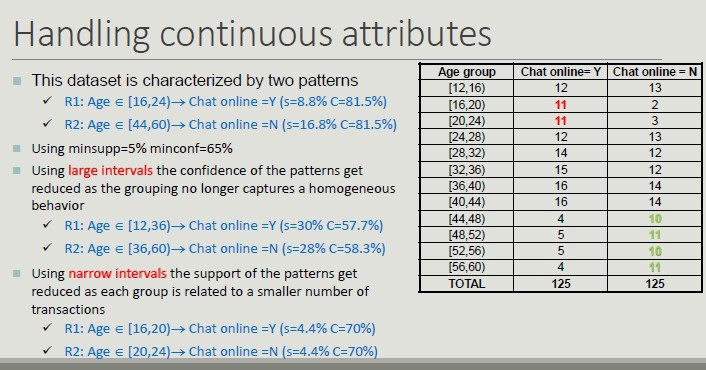 Handling continuous attributes
This dataset is characterized by two patterns
✓ R1: Age ∈ [16,24)→ Chat online =Y (s=8.8% C=81.5%)
✓ R2: Age ∈ [44,60)→ Chat online =N (s=16.8% C=81.5%)
Using minsupp=5% minconf=65%
Using large intervals the confidence of the patterns get
reduced as the grouping no longer captures a homogeneous
behavior
✓ R1: Age ∈ [12,36)→ Chat online =Y (s=30% C=57.7%)
✓ R2: Age ∈ [36,60)→ Chat online =N (s=28% C=58.3%)
Using narrow intervals the support of the patterns get
reduced as each group is related to a smaller number of
transactions
✓ R1: Age ∈ [16,20)→ Chat online =Y (s=4.4% C=70%)
✓ R2: Age ∈ [20,24)→ Chat online =N (s=4.4% C=70%)
Age group Chat online= Y Chat online = N
[12,16) 12 13
[16,20) 11 2
[20,24) 11 3
[24,28) 12 13
[28,32) 14 12
[32,36) 15 12
[36,40) 16 14
[40,44) 16 14
[44,48) 4 10
[48,52) 5 11
[52,56) 5 10
[56,60) 4 11
TOTAL 125 125